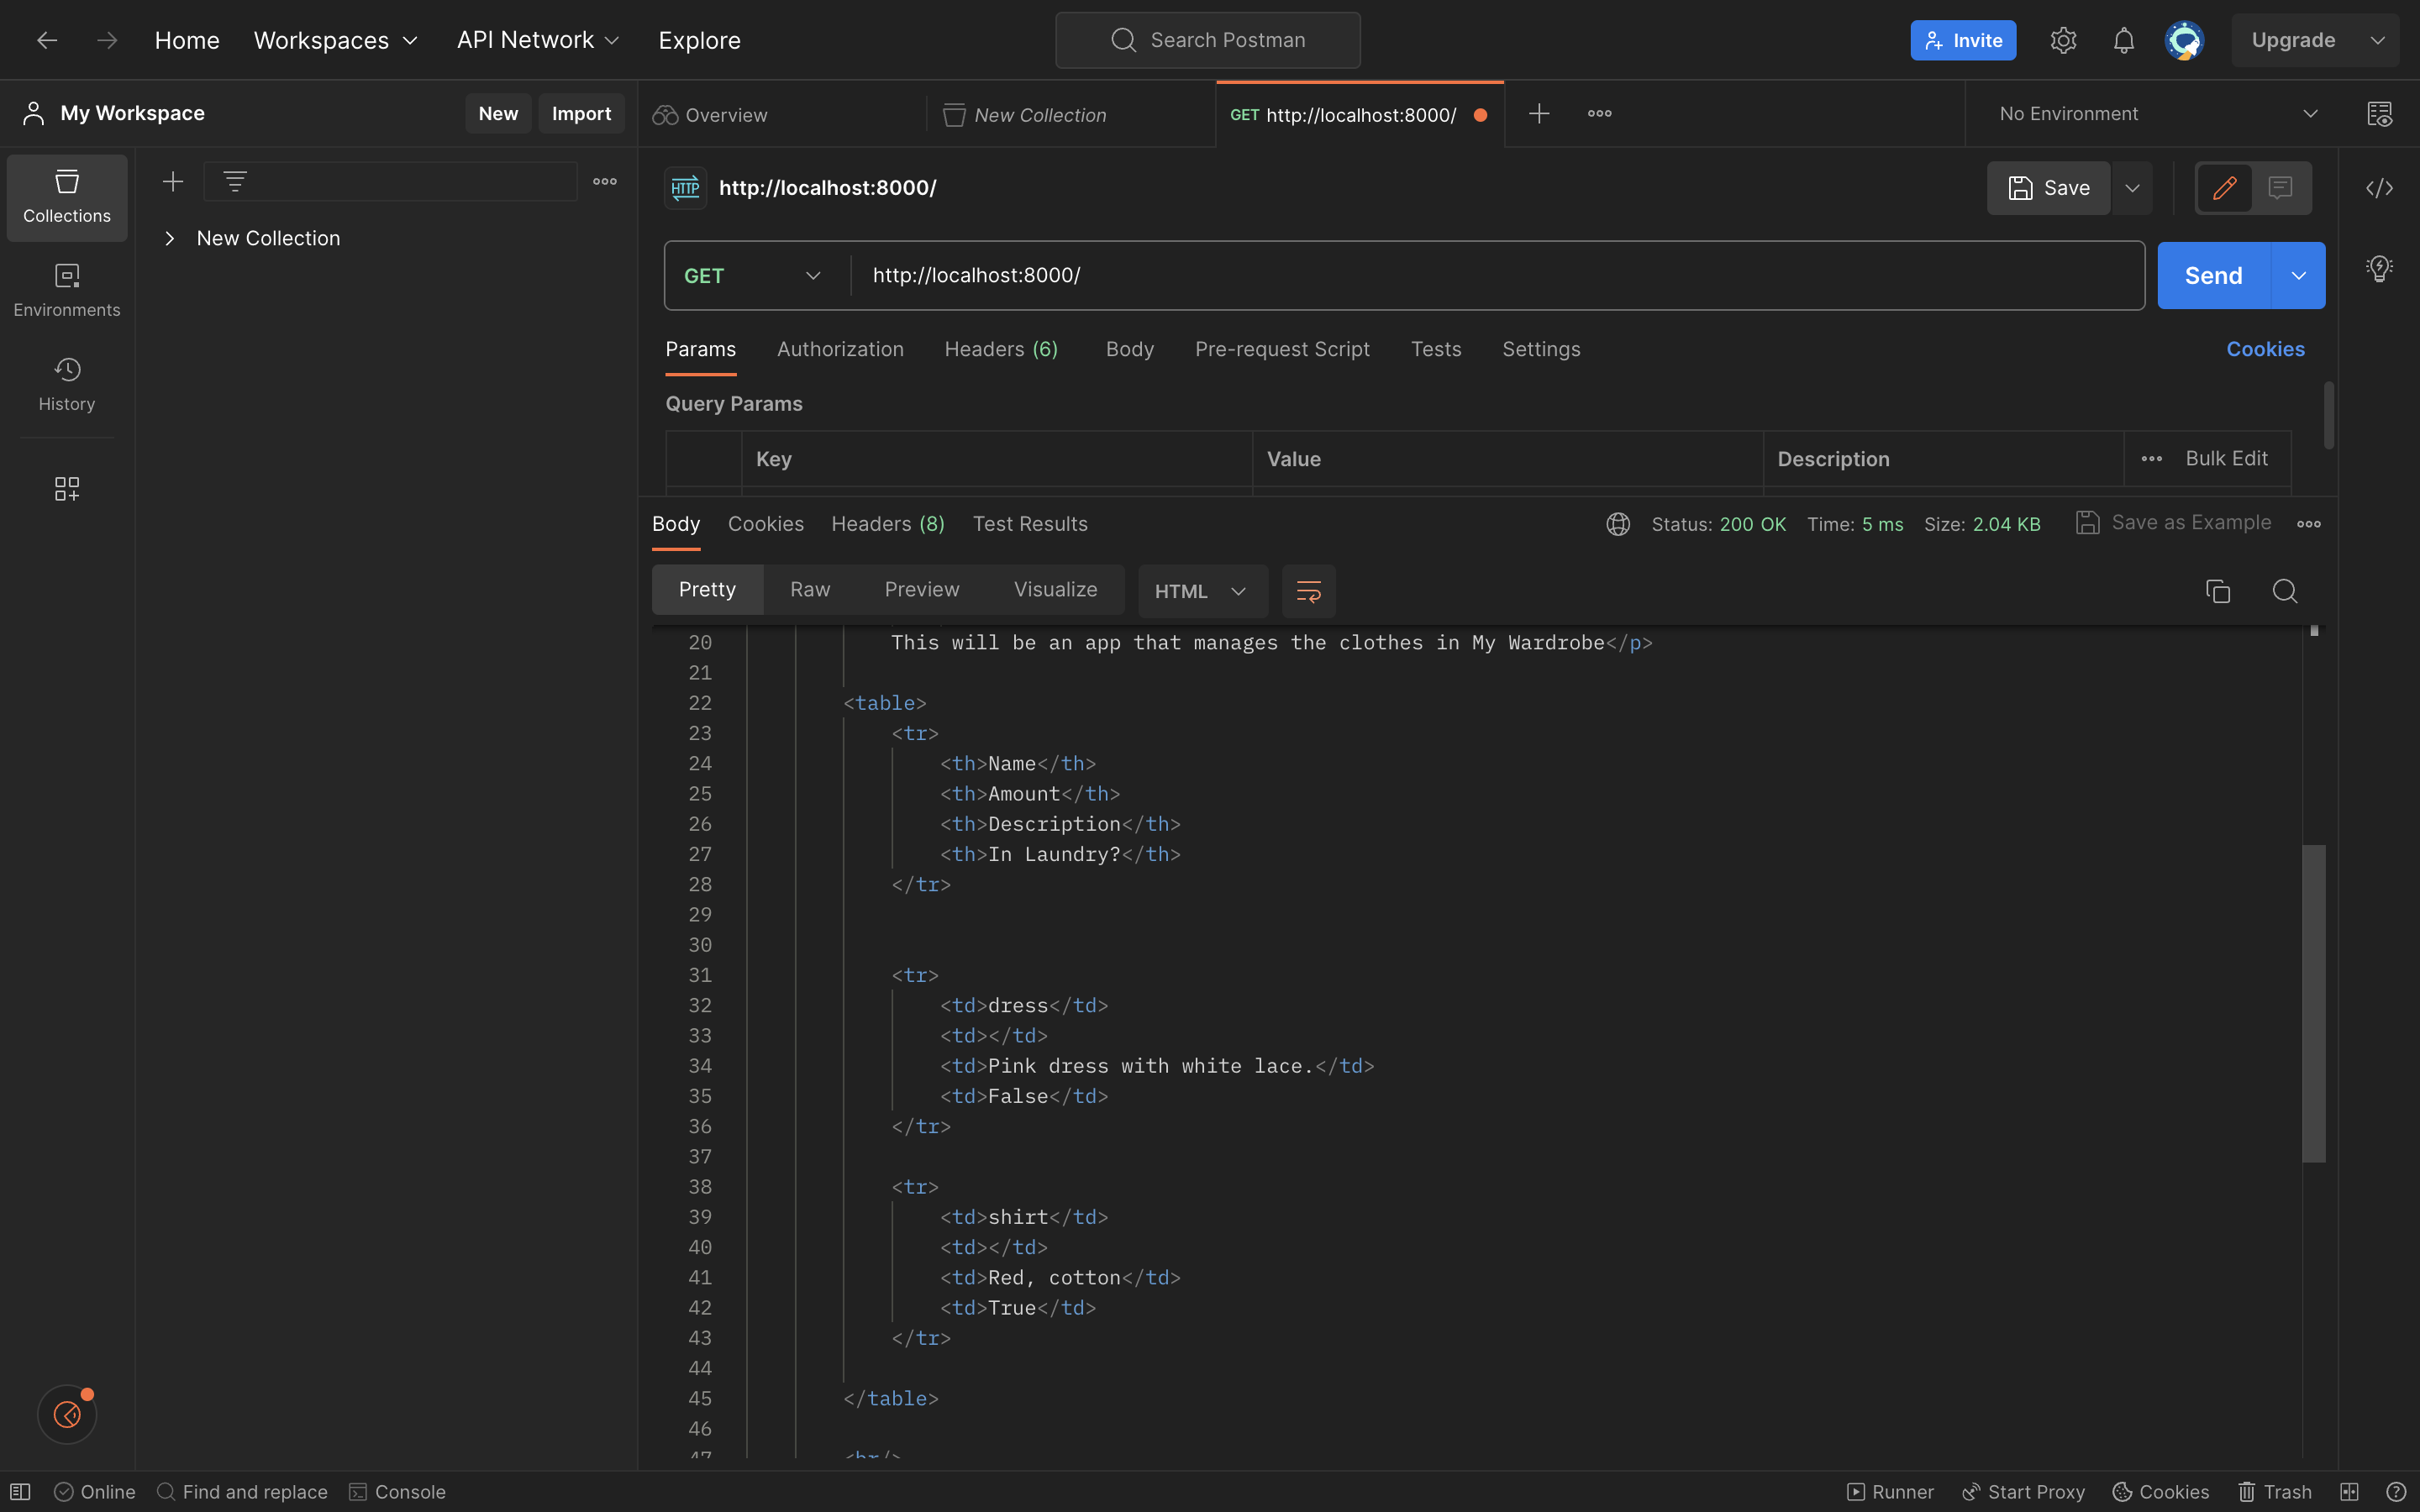 Home Workspaces API Network Explore Search Postman Invite Upgrade
My Workspace New Import Overview New Collection GET http://localhost:8000/ No Environment
Collections
New Collection
Environments
History
HTTP http://localhost:8000/ Save
GET http://localhost:8000/ Send
Params Authorization Headers (6) Body Pre-request Script Tests Settings Cookies
Query Params
Key Value Description Bulk Edit
Body Cookies Headers (8) Test Results Status: 200 OK Time: 5 ms Size: 2.04 KB Save as Example
Pretty Raw Preview Visualize HTML
20 This will be an app that manages the clothes in My Wardrobe</p>
21
22 <table>
23 <tr>
24 <th>Name</th>
25 <th>Amount</th>
26 <th>Description</th>
27 <th>In Laundry?</th>
28 </tr>
29
30
31 <tr>
32 <td>dress</td>
33 <td></td>
34 <td>Pink dress with white lace.</td>
35 <td>False</td>
36 </tr>
37
38 <tr>
39 <td>shirt</td>
40 <td></td>
41 <td>Red, cotton</td>
42 <td>True</td>
43 </tr>
44
45 </table>
46
47 <br/>
Online Find and replace Console Runner Start Proxy Cookies Trash